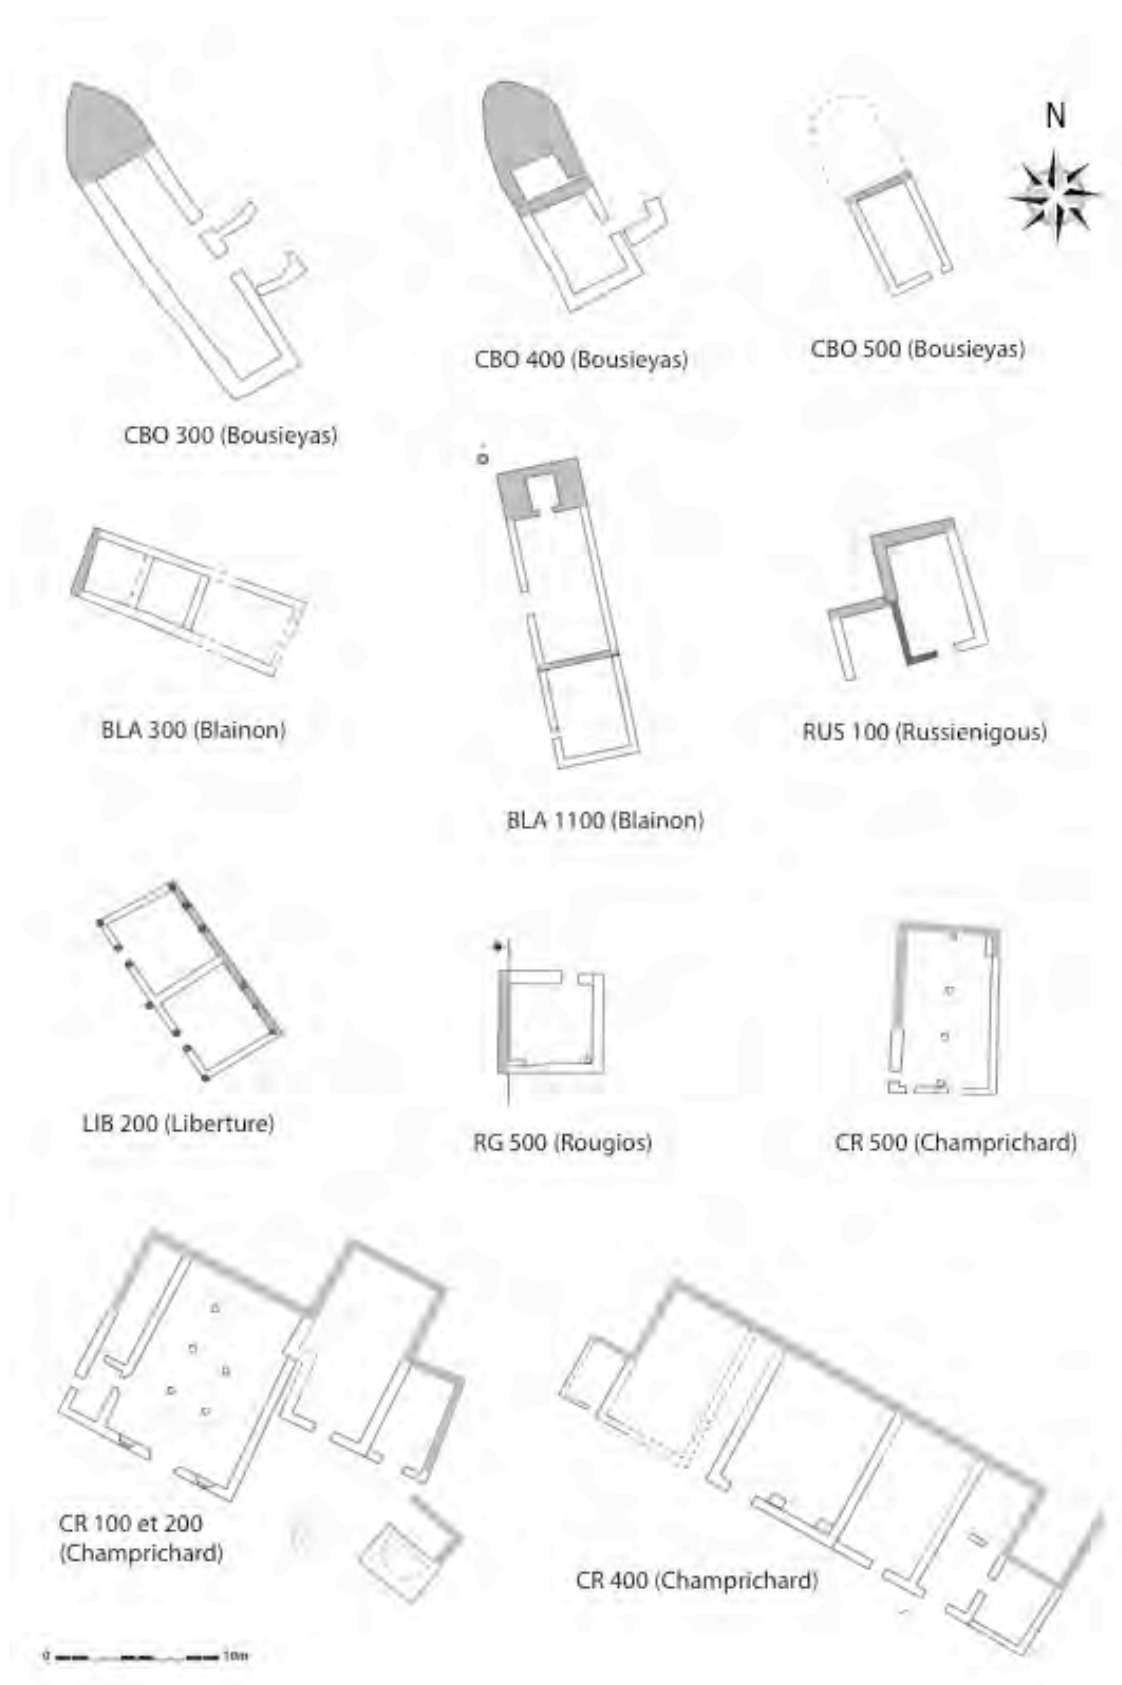 N
CBO 300 (Bousieyas)
CBO 400 (Bousieyas)
CBO 500 (Bousieyas)
BLA 300 (Blainon)
BLA 1100 (Blainon)
RUS 100 (Russienigous)
LIB 200 (Liberture)
RG 500 (Rougios)
CR 500 (Champrichard)
CR 100 et 200
(Champrichard)
CR 400 (Champrichard)
0 10m